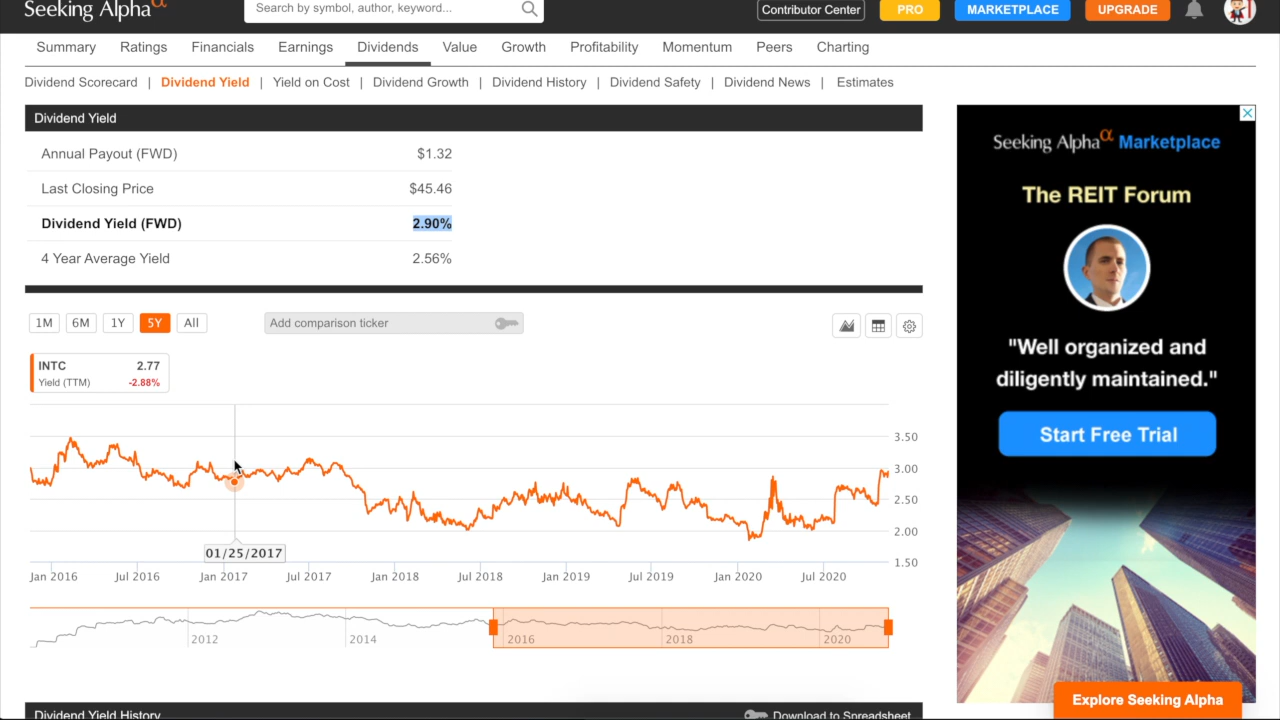 Seeking Alpha α
Search by symbol, author, keyword...
Contributor Center
PRO
MARKETPLACE
UPGRADE
Summary Ratings Financials Earnings Dividends Value Growth Profitability Momentum Peers Charting
Dividend Scorecard | Dividend Yield | Yield on Cost | Dividend Growth | Dividend History | Dividend Safety | Dividend News | Estimates
Dividend Yield
Annual Payout (FWD) $1.32
Last Closing Price $45.46
Dividend Yield (FWD) 2.90%
4 Year Average Yield 2.56%
1M 6M 1Y 5Y All
Add comparison ticker
INTC 2.77
Yield (TTM) -2.88%
3.50
3.00
2.50
2.00
1.50
01/25/2017
Jan 2016 Jul 2016 Jan 2017 Jul 2017 Jan 2018 Jul 2018 Jan 2019 Jul 2019 Jan 2020 Jul 2020
2012 2014 2016 2018 2020
Dividend Yield History
Download to Spreadsheet
Seeking Alpha α Marketplace
The REIT Forum
"Well organized and
diligently maintained."
Start Free Trial
Explore Seeking Alpha